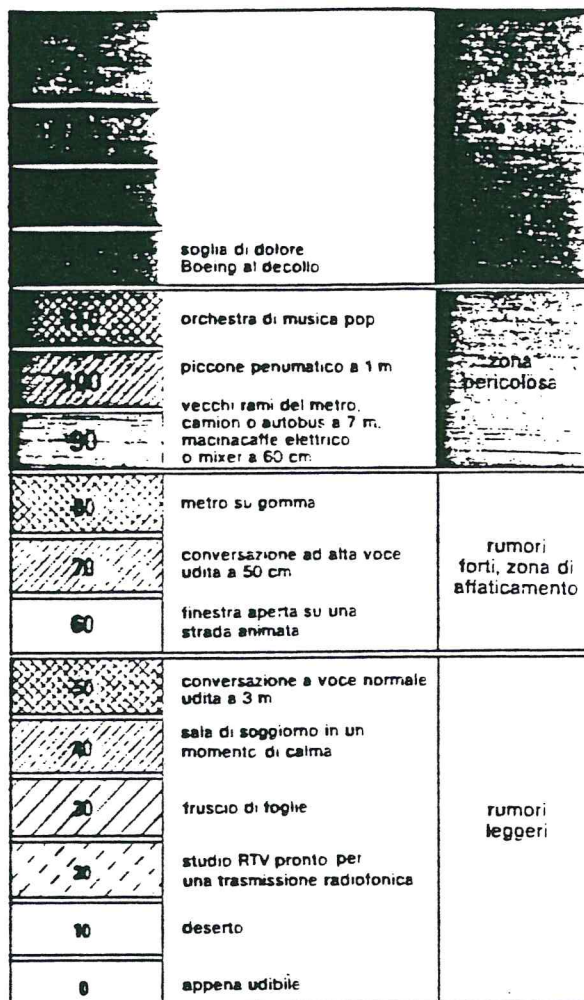 soglia di dolore
Boeing al decollo
110
orchestra di musica pop
100
piccone penumatico a 1 m
zona
pericolosa
90
vecchi rami del metro,
camion o autobus a 7 m,
macinacaffe elettrico
o mixer a 60 cm
80
metro su gomma
70
conversazione ad alta voce
udita a 50 cm
rumori
forti, zona di
affaticamento
60
finestra aperta su una
strada animata
50
conversazione a voce normale
udita a 3 m
40
sala di soggiorno in un
momento di calma
30
fruscio di foglie
rumori
leggeri
20
studio RTV pronto per
una trasmissione radiofonica
10
deserto
0
appena udibile